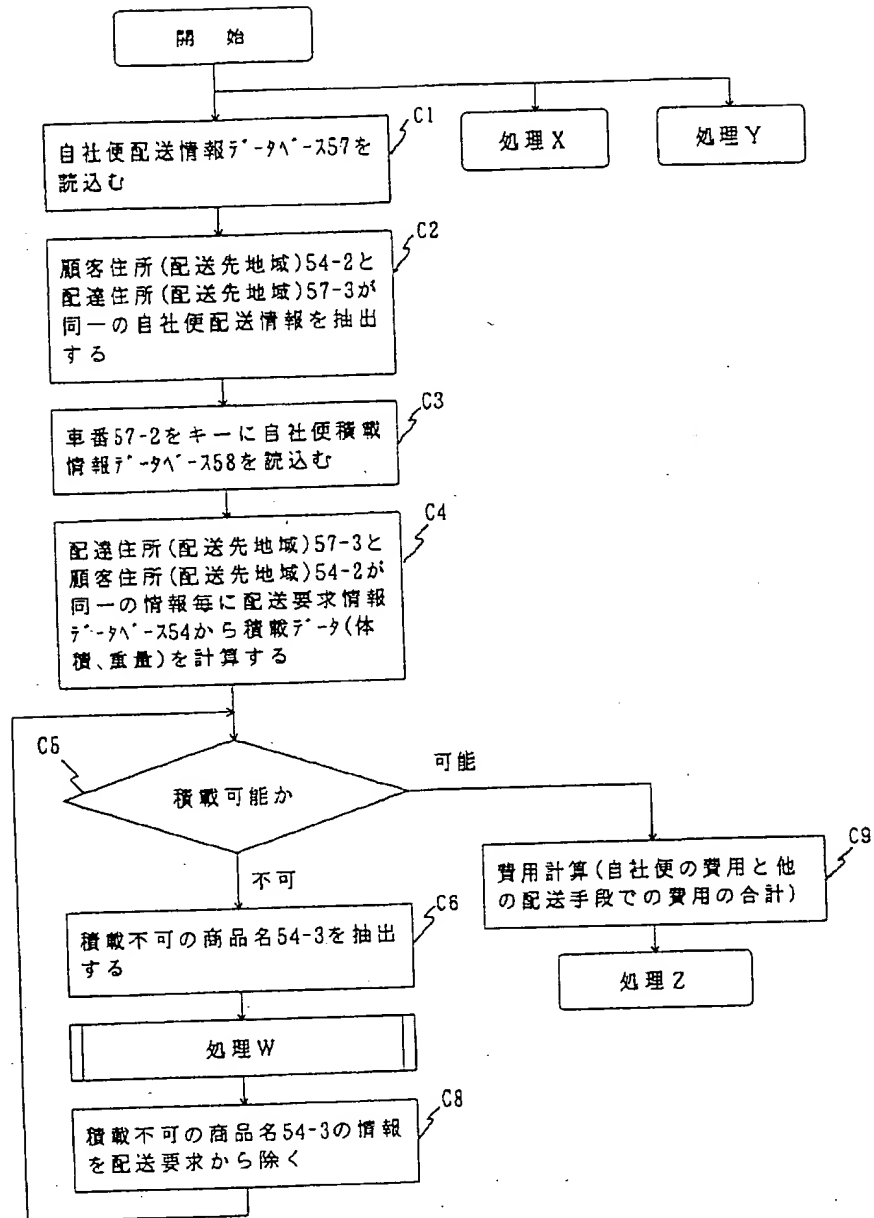 開 始
C1
自社便配送情報ﾃﾞｰﾀﾍﾞｰｽ57を
読込む
処理X
処理Y
C2
顧客住所(配送先地域)54-2と
配達住所(配送先地域)57-3が
同一の自社便配送情報を抽出
する
C3
車番57-2をキーに自社便積載
情報ﾃﾞｰﾀﾍﾞｰｽ58を読込む
C4
配達住所(配送先地域)57-3と
顧客住所(配送先地域)54-2が
同一の情報毎に配送要求情報
ﾃﾞｰﾀﾍﾞｰｽ54から積載データ(体
積、重量)を計算する
C5
積載可能か
可能
不可
C9
費用計算(自社便の費用と他
の配送手段での費用の合計)
処理Z
C6
積載不可の商品名54-3を抽出
する
処理W
C8
積載不可の商品名54-3の情報
を配送要求から除く